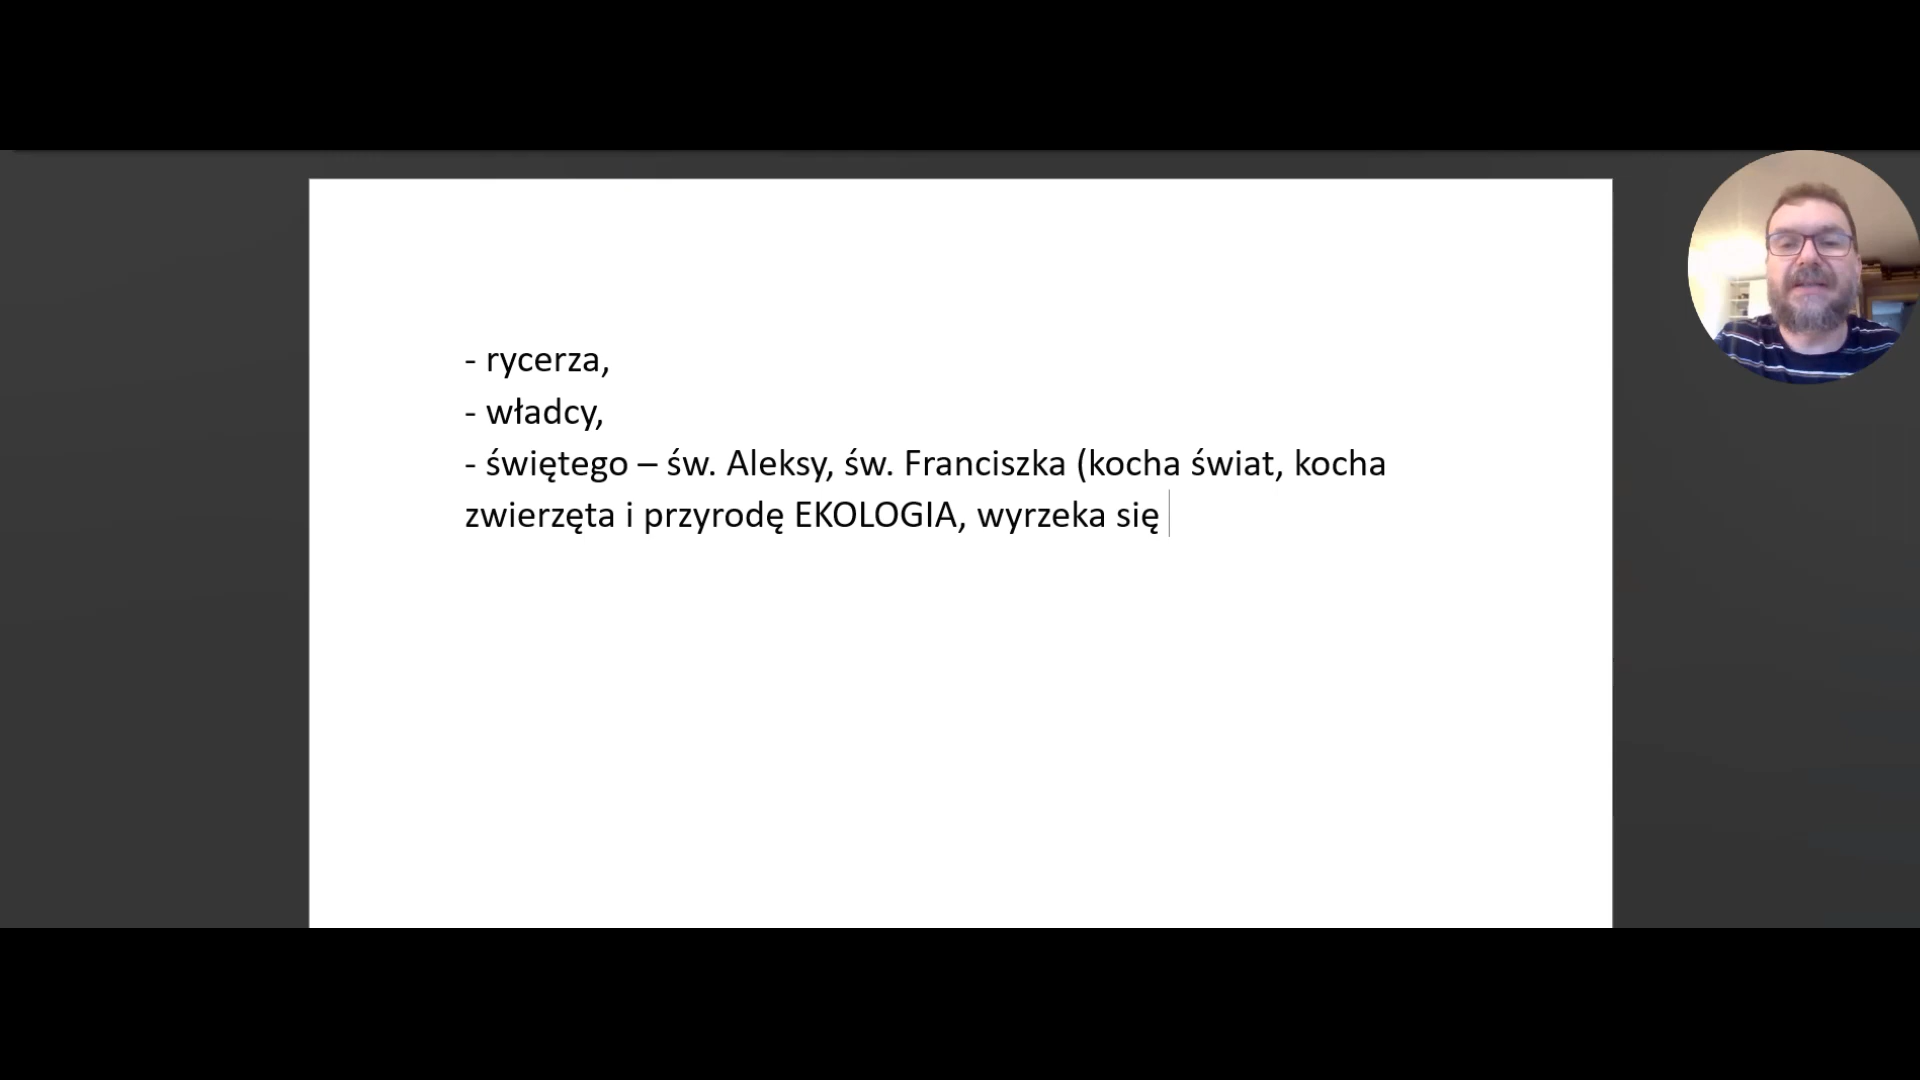 - rycerza,
- władcy,
- świętego – św. Aleksy, św. Franciszka (kocha świat, kocha
zwierzęta i przyrodę EKOLOGIA, wyrzeka się